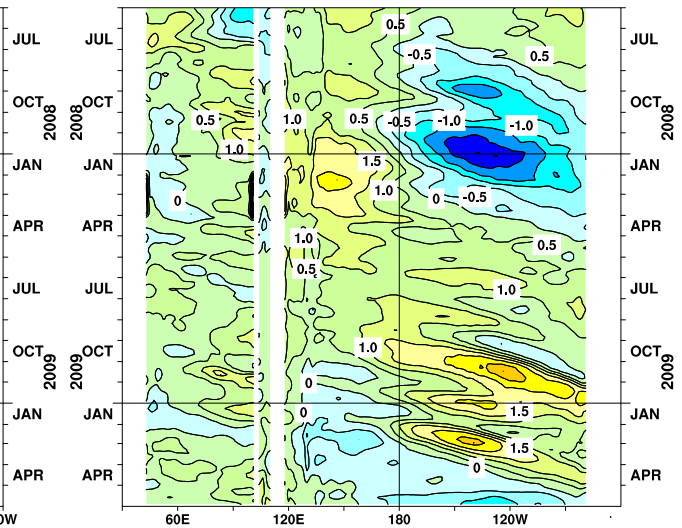 0.5
JUL JUL JUL
-0.5 0.5
OCT OCT OCT
2008 2008 2008
0.5 1.0 0.5 -0.5 -1.0 -1.0
1.0
JAN JAN 1.5 JAN
1.0
0 0 -0.5
APR APR APR
1.0 0.5
0.5
JUL JUL 1.0 JUL
OCT OCT 1.0 OCT
2009 2009 2009
0
JAN JAN 0 1.5 JAN
1.5
0
APR APR APR
0W 60E 120E 180 120W